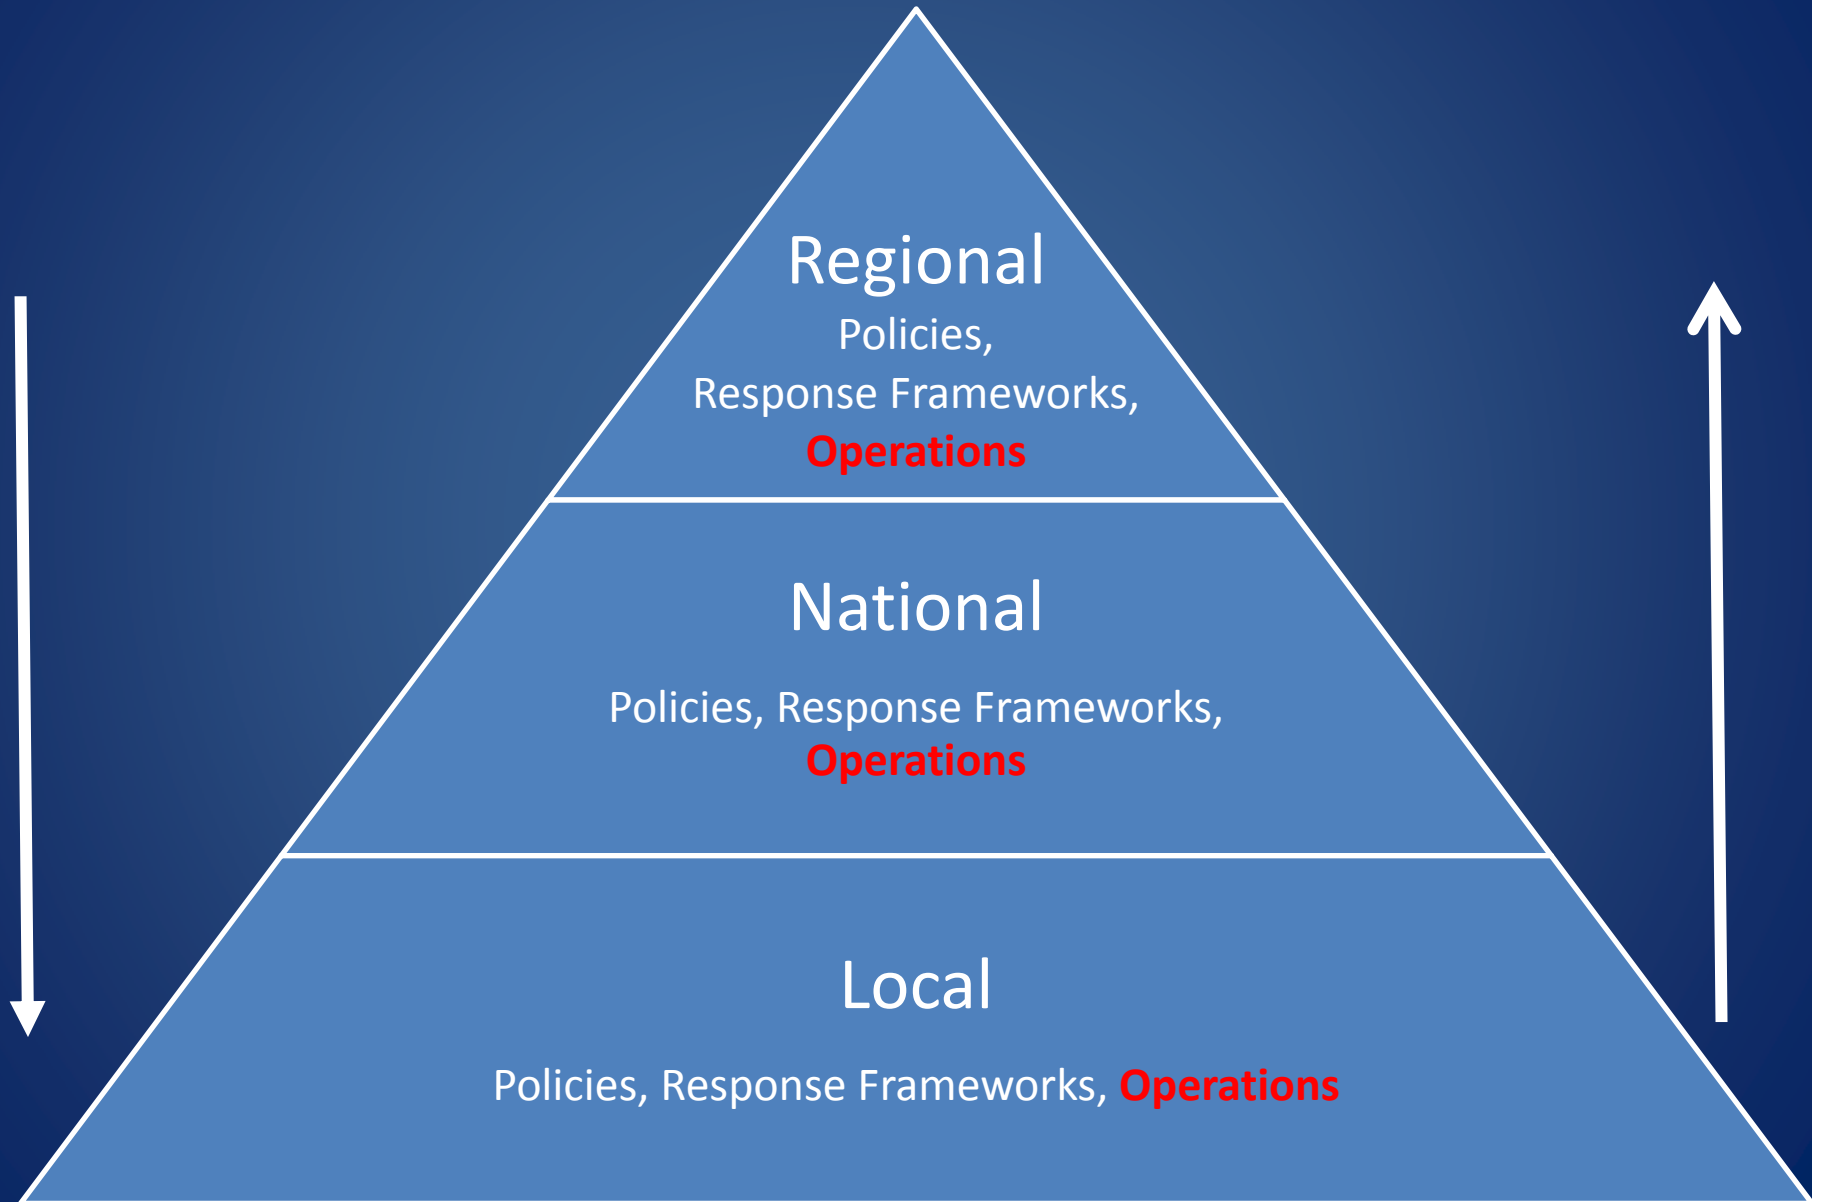 Regional
Policies,
Response Frameworks,
Operations
National
Policies, Response Frameworks,
Operations
Local
Policies, Response Frameworks, Operations